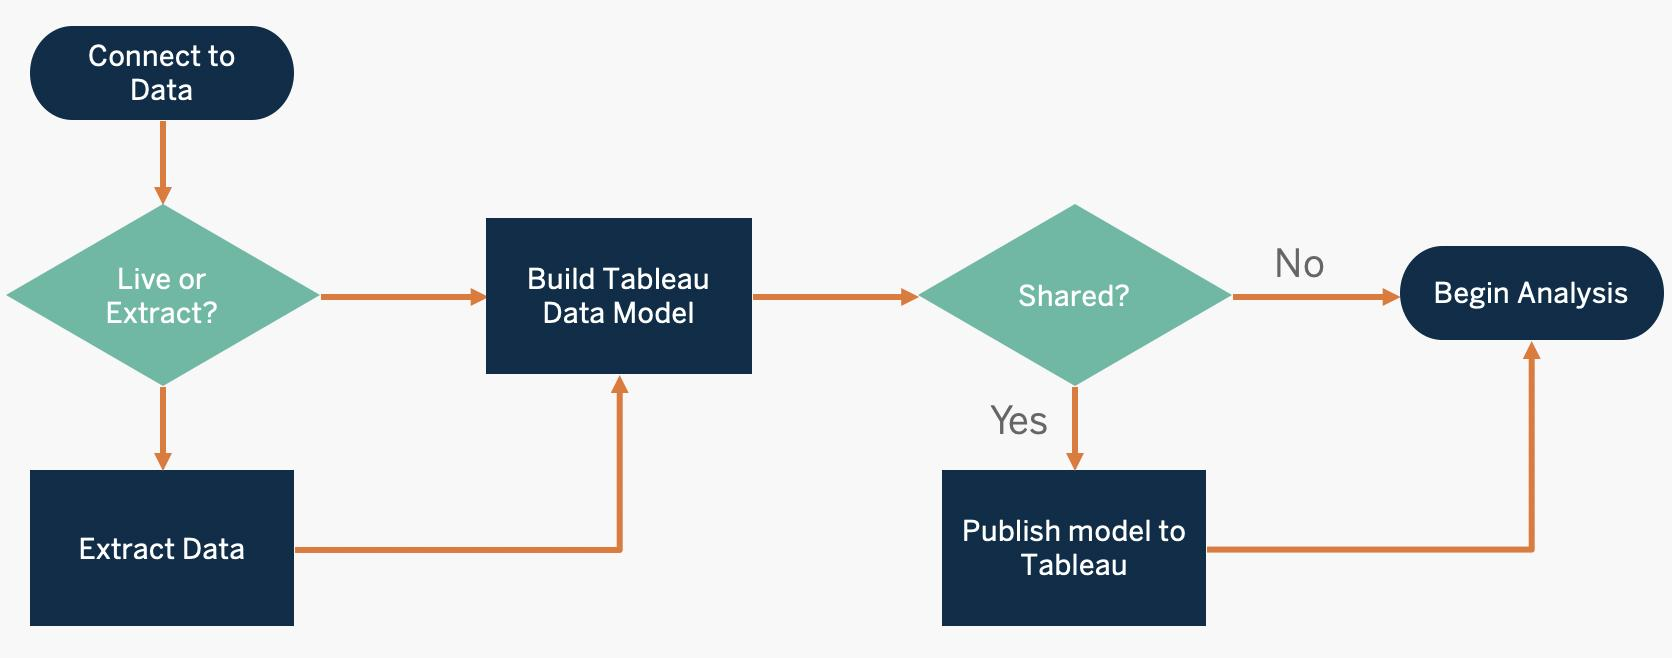 Connect to
Data
Live or
Extract?
Extract Data
Build Tableau
Data Model
Shared?
No
Yes
Publish model to
Tableau
Begin Analysis